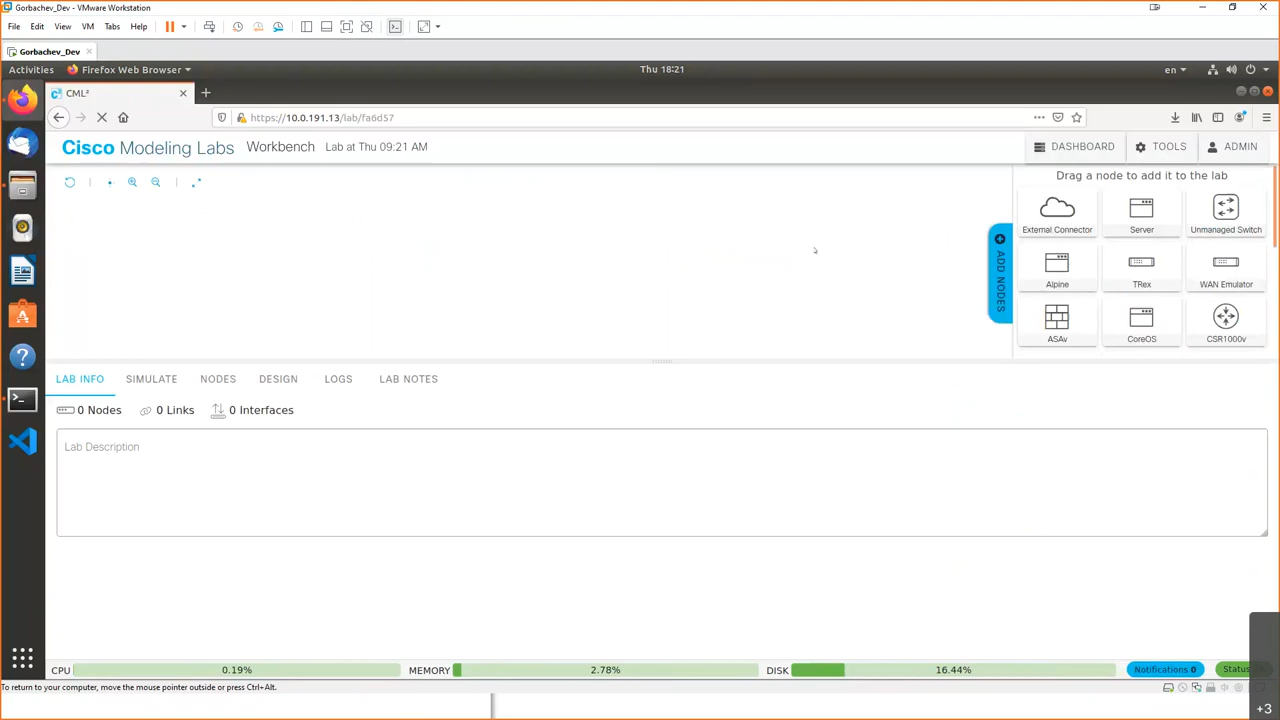 Gorbachev_Dev - VMware Workstation
File Edit View VM Tabs Help
Gorbachev_Dev
Activities Firefox Web Browser Thu 18:21 en
CML²
https://10.0.191.13/lab/fa6d57
Cisco Modeling Labs Workbench Lab at Thu 09:21 AM DASHBOARD TOOLS ADMIN
Drag a node to add it to the lab
External Connector Server Unmanaged Switch
ADD NODES
Alpine TRex WAN Emulator
ASAv CoreOS CSR1000v
LAB INFO SIMULATE NODES DESIGN LOGS LAB NOTES
0 Nodes 0 Links 0 Interfaces
Lab Description
CPU 0.19% MEMORY 2.78% DISK 16.44% Notifications 0 Status
To return to your computer, move the mouse pointer outside or press Ctrl+Alt.
+3